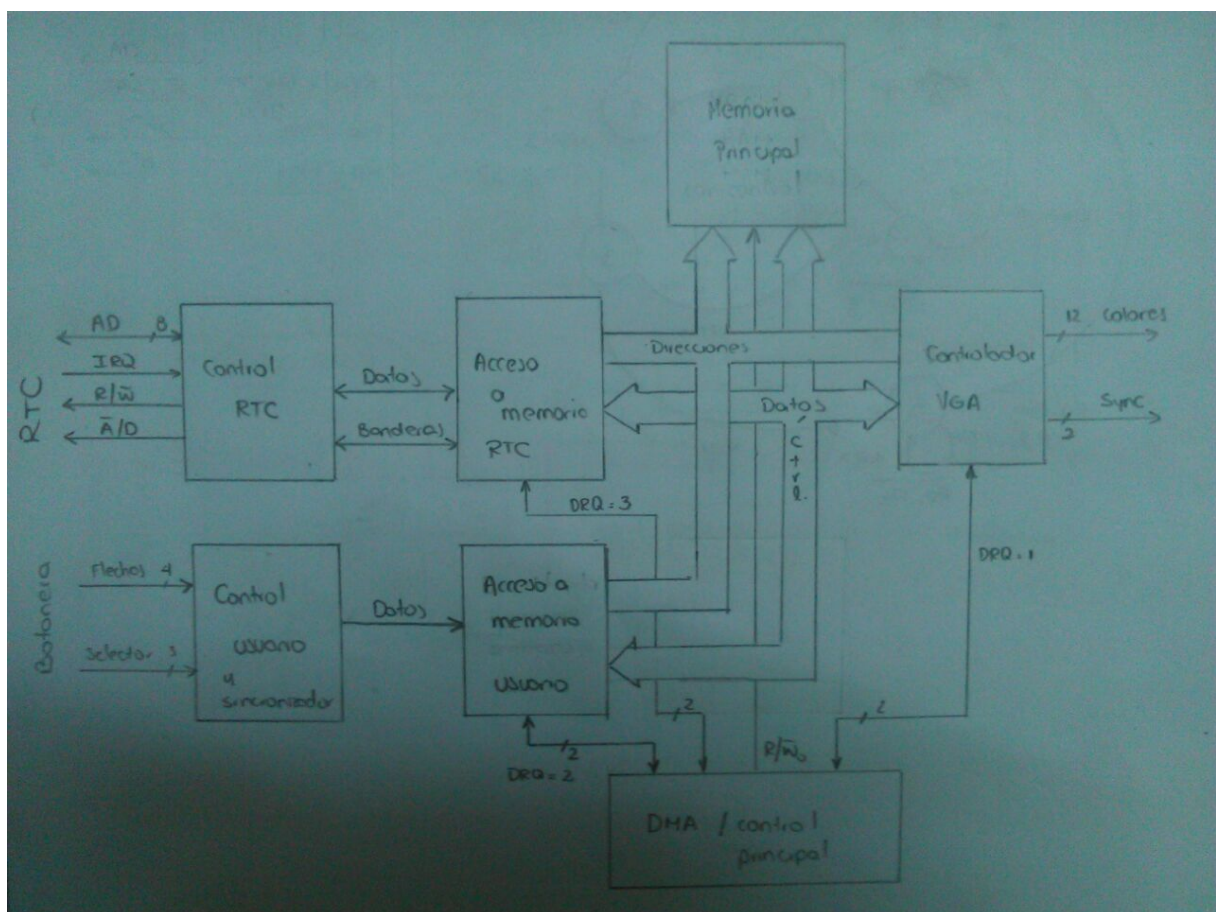 Memoria
Principal
RTC
AD 8
IRQ
R/W̅
A̅/D
Control
RTC
Datos
Banderas
Acceso
a
memoria
RTC
Direcciones
Datos
y
Ctrl.
Controlador
VGA
12 Colores
Sync
2
DRQ=3
DRQ=1
Botonera
Flechas 4
Selector 3
Control
usuario
y
sincronizador
Datos
Acceso a
memoria
usuario
2
DRQ=2
2
R/W̅
2
DMA / control
principal